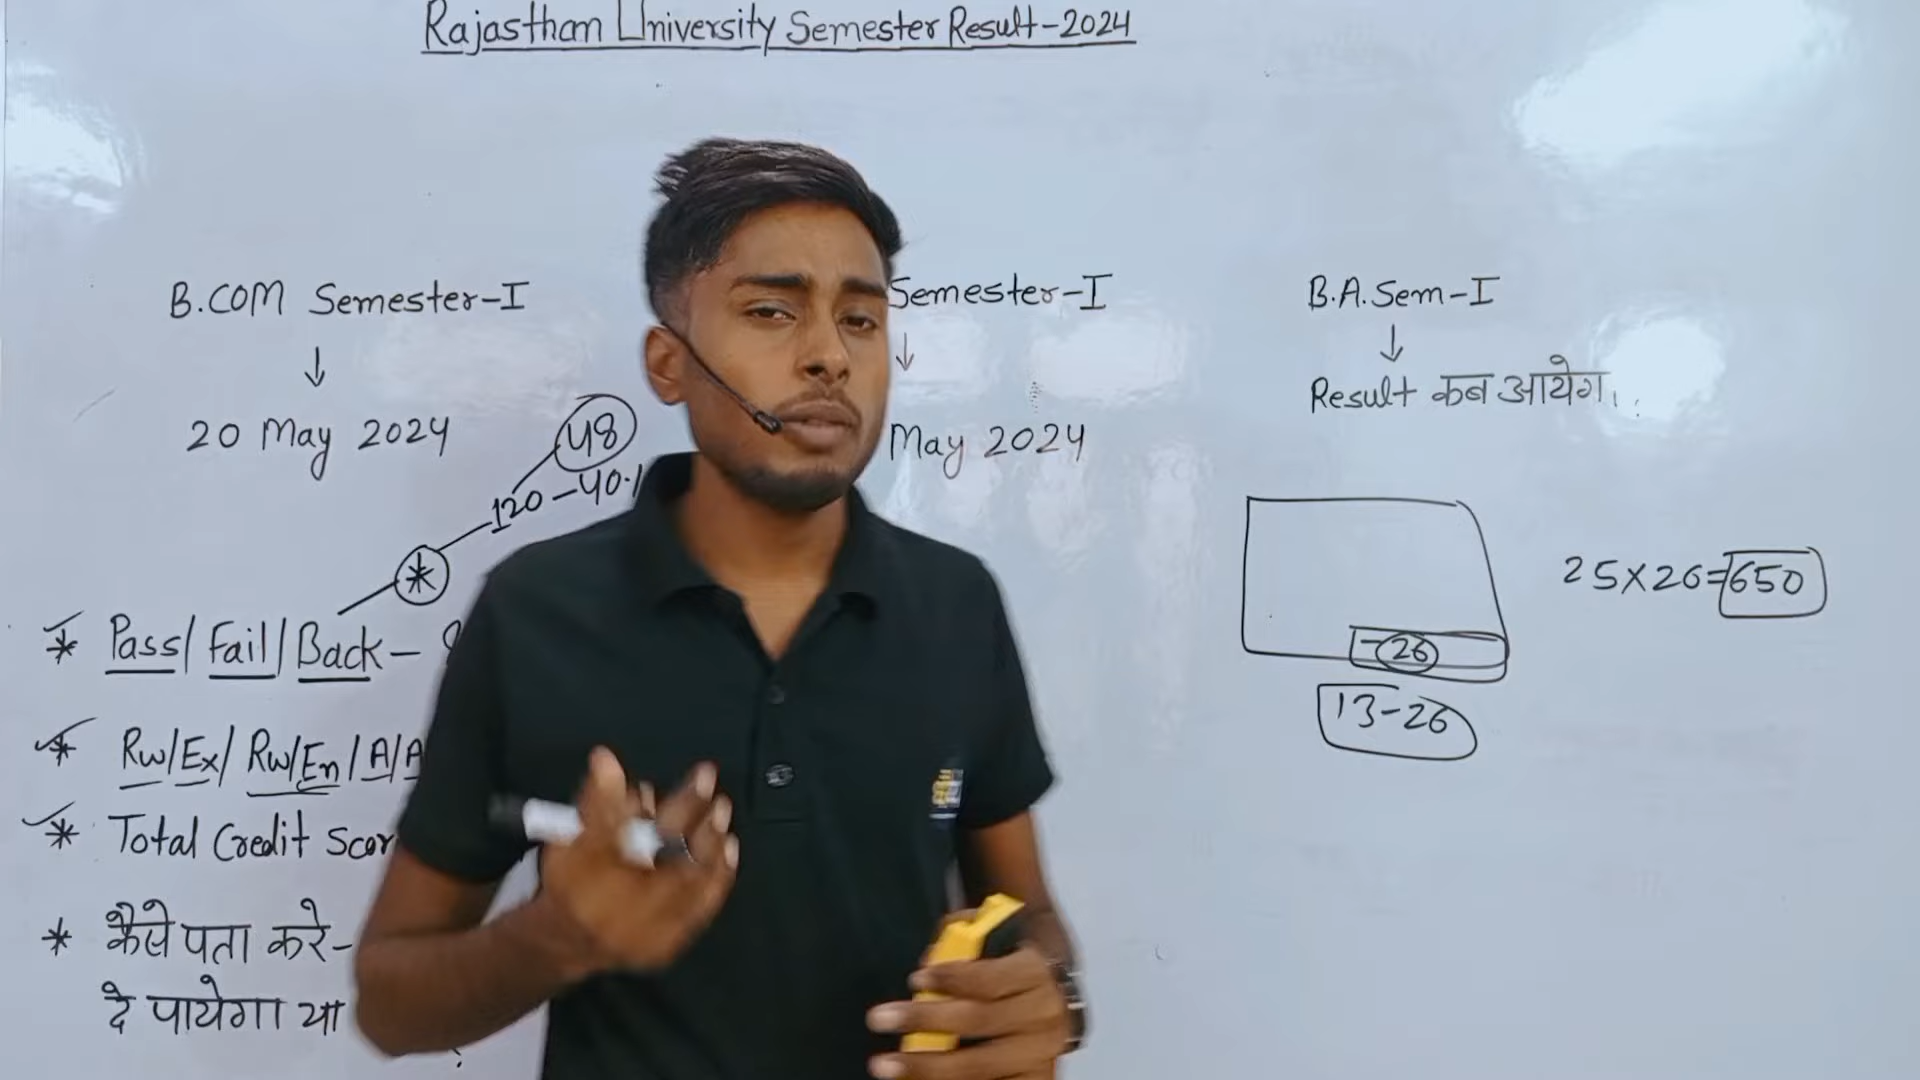 Rajasthan University Semester Result-2024
B.COM Semester-I
Semester-I
B.A. Sem-I
↓
↓
↓
Result कब आयेगा
20 May 2024
May 2024
48
120-40%
*
25x26=650
-26
13-26
* Pass/Fail/Back-
* Rw/Ex/Rw/En/A/A
* Total Credit Scor
* कैसे पता करे-
दे पायेगा या